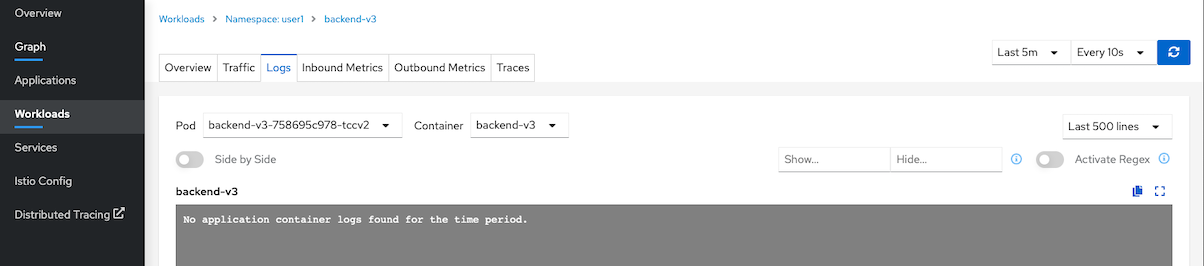 Overview
Graph
Applications
Workloads
Services
Istio Config
Distributed Tracing
Workloads > Namespace: user1 > backend-v3
Last 5m Every 10s
Overview Traffic Logs Inbound Metrics Outbound Metrics Traces
Pod backend-v3-758695c978-tccv2 Container backend-v3 Last 500 lines
Side by Side Show... Hide... Activate Regex
backend-v3
No application container logs found for the time period.